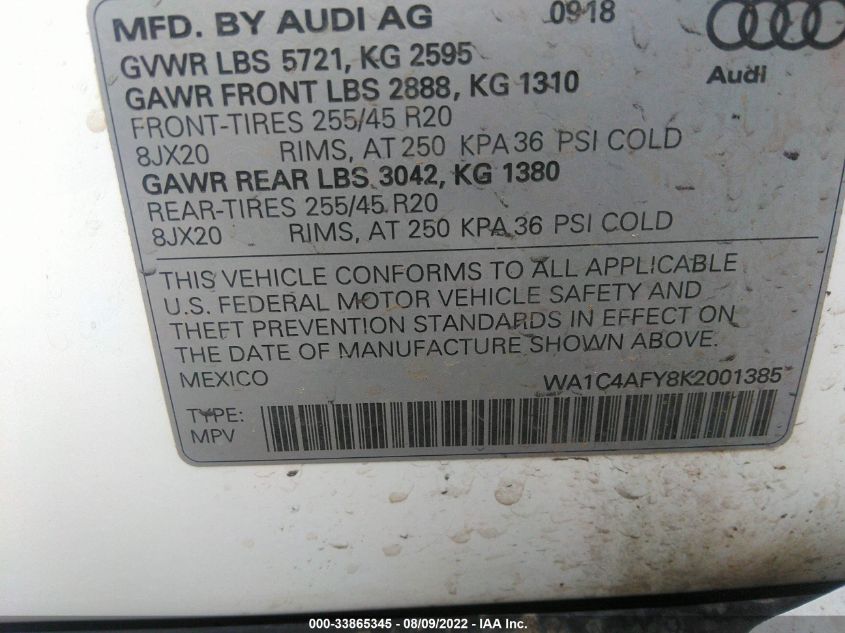 MFD. BY AUDI AG 09-18
GVWR LBS 5721, KG 2595
Audi
GAWR FRONT LBS 2888, KG 1310
FRONT-TIRES 255/45 R20
8JX20 RIMS, AT 250 KPA 36 PSI COLD
GAWR REAR LBS 3042, KG 1380
REAR-TIRES 255/45 R20
8JX20 RIMS, AT 250 KPA 36 PSI COLD
THIS VEHICLE CONFORMS TO ALL APPLICABLE
U.S. FEDERAL MOTOR VEHICLE SAFETY AND
THEFT PREVENTION STANDARDS IN EFFECT ON
THE DATE OF MANUFACTURE SHOWN ABOVE.
MEXICO WA1C4AFY8K2001385
TYPE:
MPV
000-33865345 - 08/09/2022 - IAA Inc.